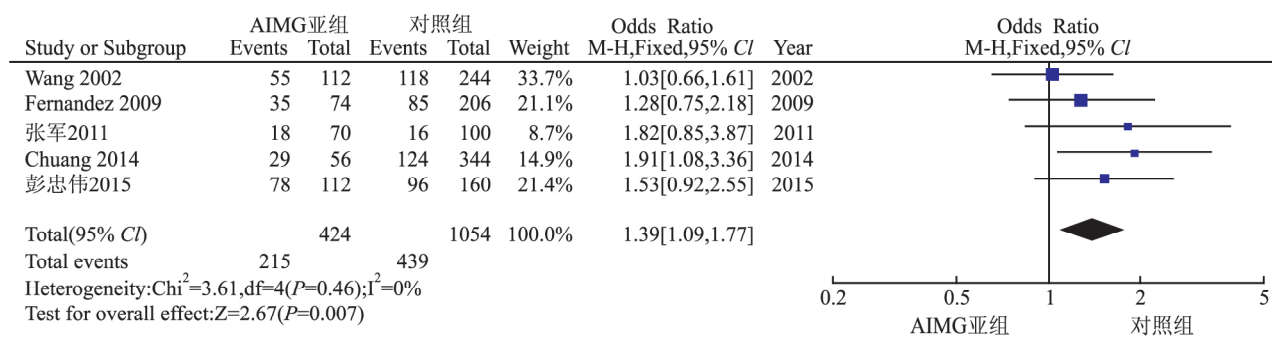 AIMG亚组 对照组 Odds Ratio Odds Ratio
Study or Subgroup Events Total Events Total Weight M-H,Fixed,95% Cl Year M-H,Fixed,95% Cl
Wang 2002 55 112 118 244 33.7% 1.03[0.66,1.61] 2002
Fernandez 2009 35 74 85 206 21.1% 1.28[0.75,2.18] 2009
张军2011 18 70 16 100 8.7% 1.82[0.85,3.87] 2011
Chuang 2014 29 56 124 344 14.9% 1.91[1.08,3.36] 2014
彭忠伟2015 78 112 96 160 21.4% 1.53[0.92,2.55] 2015
Total(95% Cl) 424 1054 100.0% 1.39[1.09,1.77]
Total events 215 439
Heterogeneity:Chi²=3.61,df=4(P=0.46);I²=0%
Test for overall effect:Z=2.67(P=0.007)
0.2 0.5 1 2 5
AIMG亚组 对照组